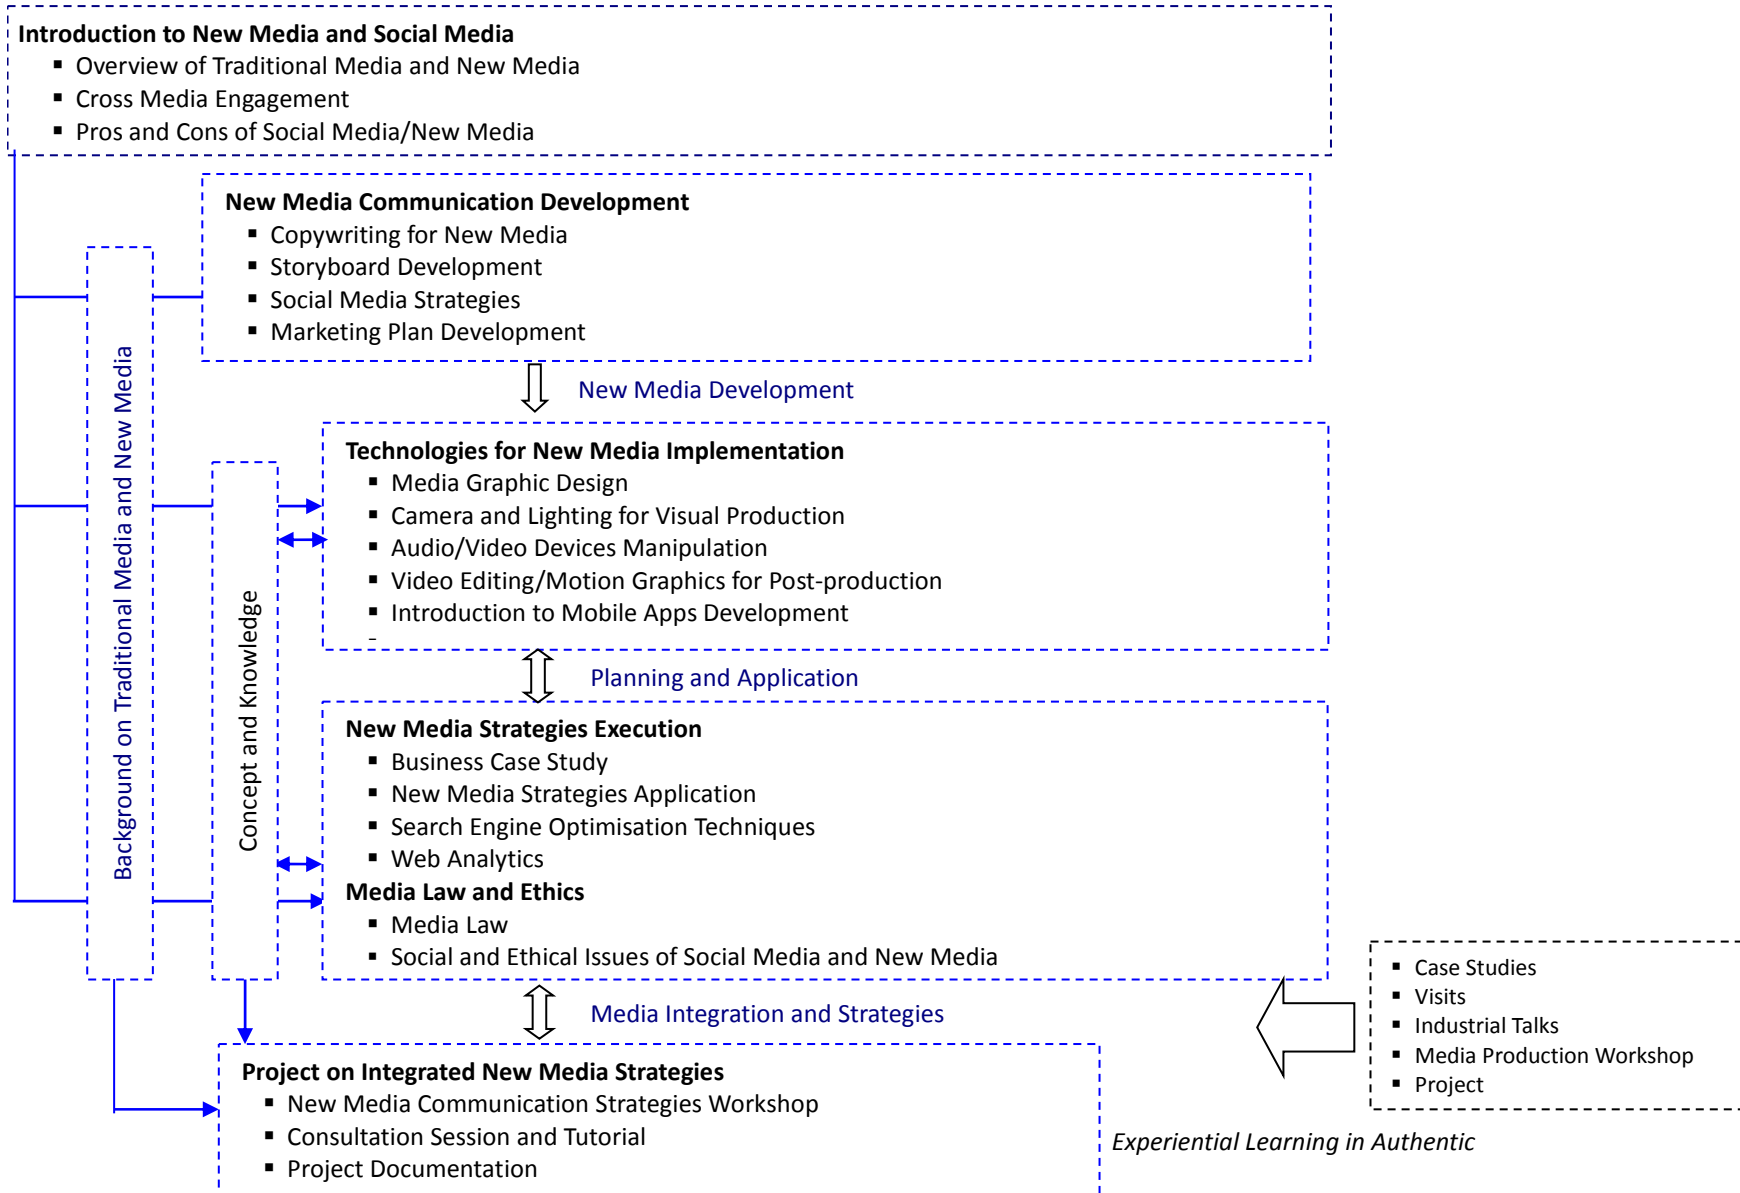 Introduction to New Media and Social Media
▪ Overview of Traditional Media and New Media
▪ Cross Media Engagement
▪ Pros and Cons of Social Media/New Media
New Media Communication Development
▪ Copywriting for New Media
▪ Storyboard Development
▪ Social Media Strategies
▪ Marketing Plan Development
New Media Development
Background on Traditional Media and New Media
Concept and Knowledge
Technologies for New Media Implementation
▪ Media Graphic Design
▪ Camera and Lighting for Visual Production
▪ Audio/Video Devices Manipulation
▪ Video Editing/Motion Graphics for Post-production
▪ Introduction to Mobile Apps Development
Planning and Application
New Media Strategies Execution
▪ Business Case Study
▪ New Media Strategies Application
▪ Search Engine Optimisation Techniques
▪ Web Analytics
Media Law and Ethics
▪ Media Law
▪ Social and Ethical Issues of Social Media and New Media
Media Integration and Strategies
▪ Case Studies
▪ Visits
▪ Industrial Talks
▪ Media Production Workshop
▪ Project
Project on Integrated New Media Strategies
▪ New Media Communication Strategies Workshop
▪ Consultation Session and Tutorial
▪ Project Documentation
Experiential Learning in Authentic